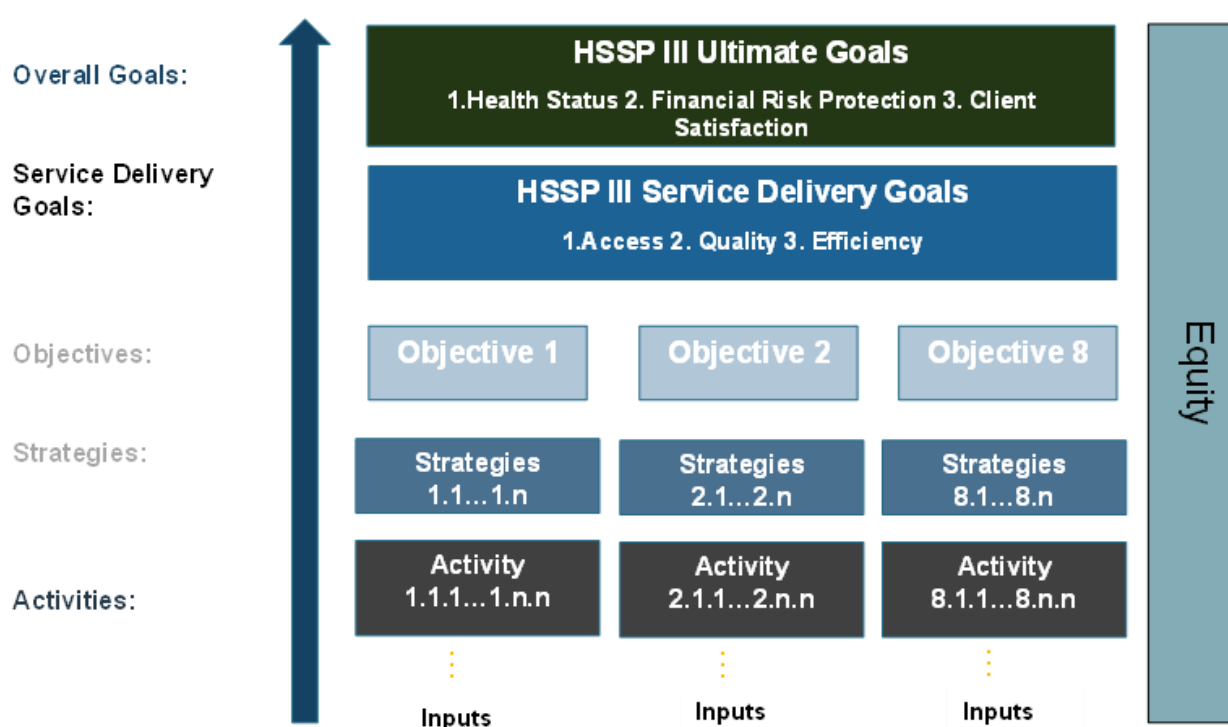 Overall Goals:
HSSP III Ultimate Goals
1.Health Status 2. Financial Risk Protection 3. Client
Satisfaction
Service Delivery
Goals:
HSSP III Service Delivery Goals
1.Access 2. Quality 3. Efficiency
Objectives:
Objective 1
Objective 2
Objective 8
Strategies:
Strategies
1.1...1.n
Strategies
2.1...2.n
Strategies
8.1...8.n
Activities:
Activity
1.1.1...1.n.n
Activity
2.1.1...2.n.n
Activity
8.1.1...8.n.n
Inputs
Inputs
Inputs
Equity